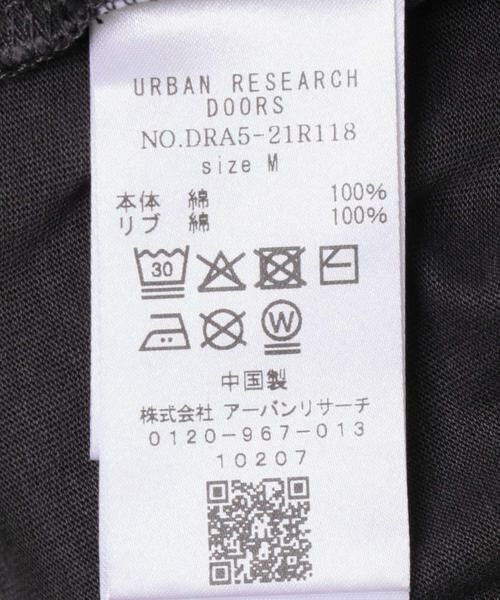 URBAN RESEARCH
DOORS
NO.DRA5-21R118
size M
本体 綿 100%
リブ 綿 100%
30
W
中国製
株式会社 アーバンリサーチ
0120-967-013
10207